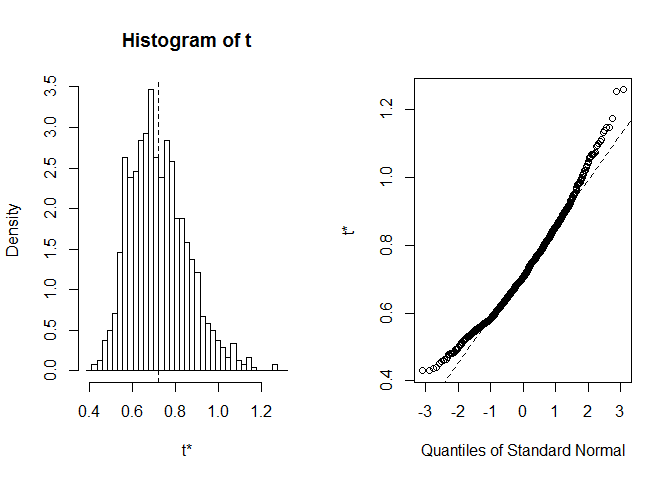 Histogram of t
Density
0.0 0.5 1.0 1.5 2.0 2.5 3.0 3.5
0.4 0.6 0.8 1.0 1.2
t*
t*
0.4 0.6 0.8 1.0 1.2
-3 -2 -1 0 1 2 3
Quantiles of Standard Normal